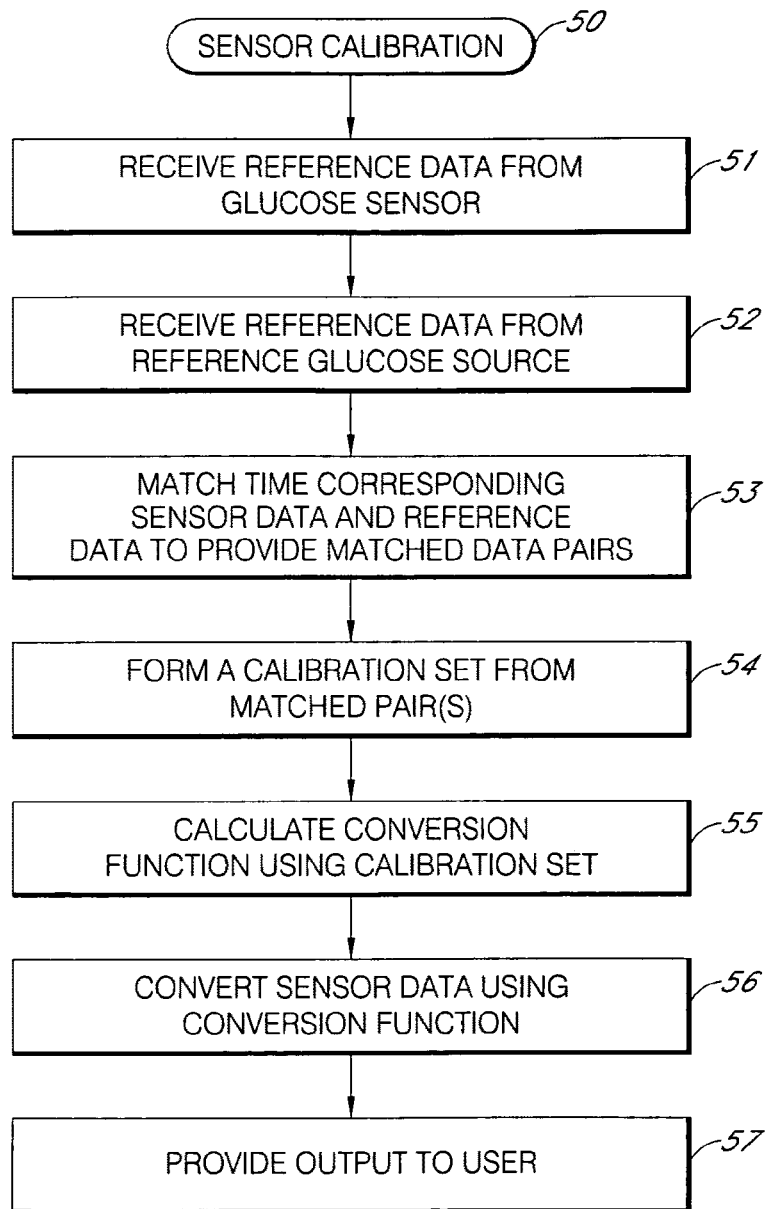 SENSOR CALIBRATION
50
RECEIVE REFERENCE DATA FROM
GLUCOSE SENSOR
51
RECEIVE REFERENCE DATA FROM
REFERENCE GLUCOSE SOURCE
52
MATCH TIME CORRESPONDING
SENSOR DATA AND REFERENCE
DATA TO PROVIDE MATCHED DATA PAIRS
53
FORM A CALIBRATION SET FROM
MATCHED PAIR(S)
54
CALCULATE CONVERSION
FUNCTION USING CALIBRATION SET
55
CONVERT SENSOR DATA USING
CONVERSION FUNCTION
56
PROVIDE OUTPUT TO USER
57